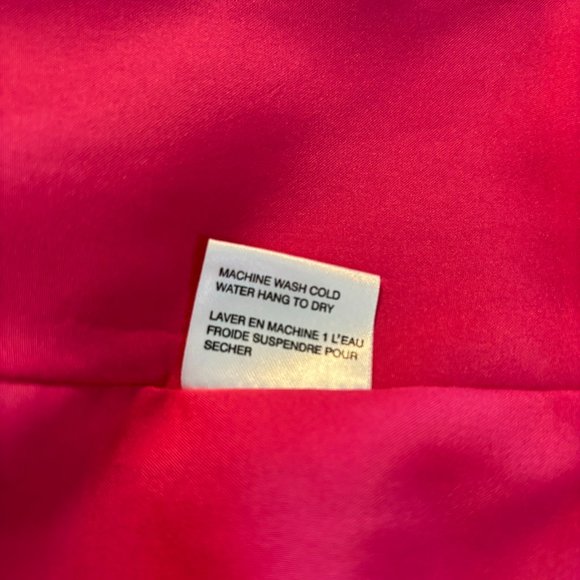 MACHINE WASH COLD
WATER HANG TO DRY
LAVER EN MACHINE 1 L'EAU
FROIDE SUSPENDRE POUR
SECHER